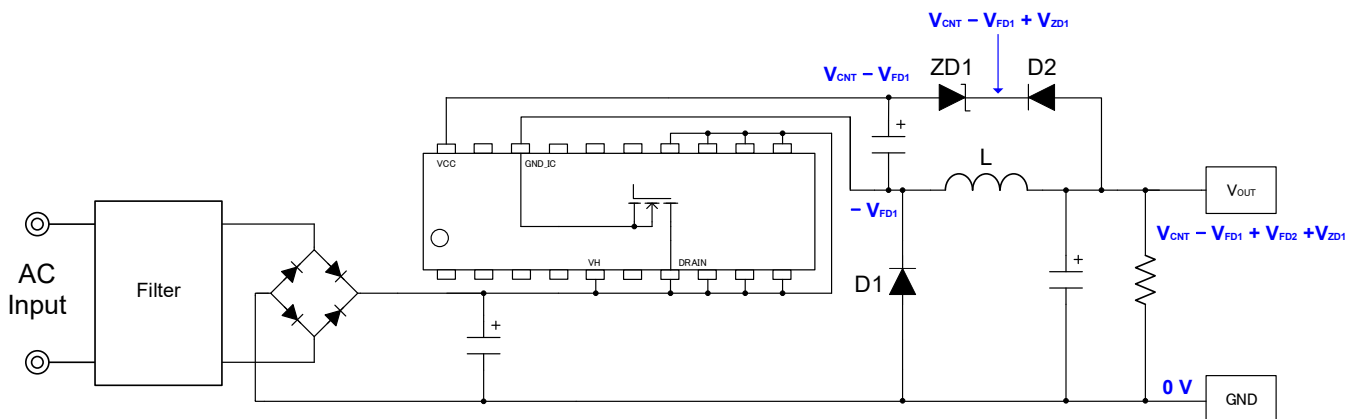 VCNT – VFD1 + VZD1
VCNT – VFD1
ZD1
D2
+
VCC
GND_IC
L
– VFD1
VOUT
VCNT – VFD1 + VFD2 +VZD1
AC
Input
Filter
VH
DRAIN
D1
+
+
0 V
GND